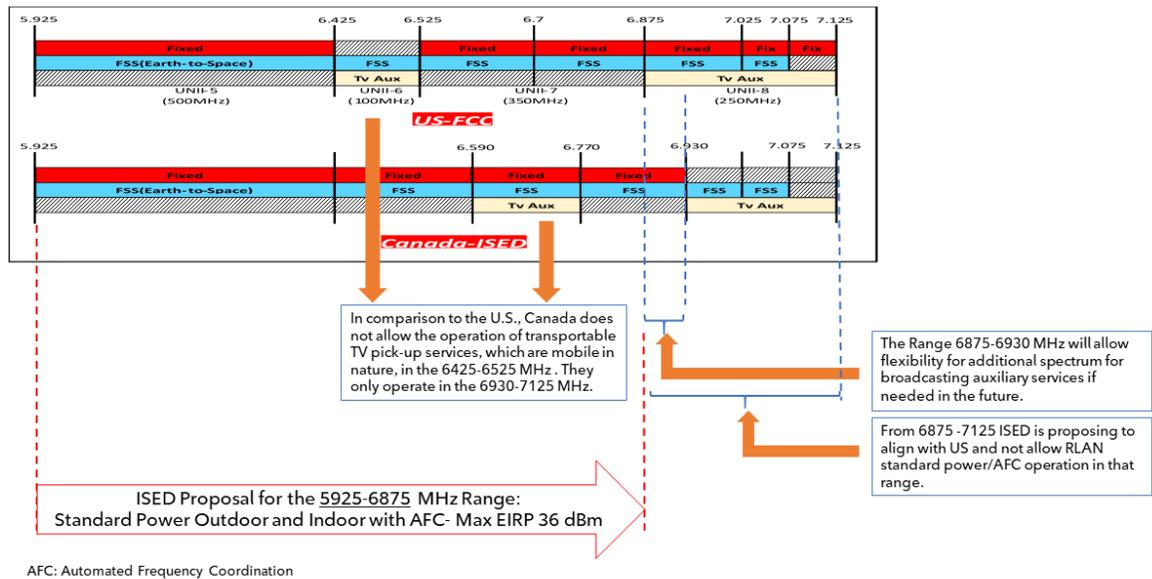 5.925 6.425 6.525 6.7 6.875 7.025 7.075 7.125
Fixed Fixed Fixed Fixed Fix Fix
FSS(Earth-to-Space) FSS FSS FSS FSS FSS
Tv Aux Tv Aux
UNII-5 UNII-6 UNII-7 UNII-8
(500MHz) (100MHz) (350MHz) (250MHz)
US-FCC
5.925 6.590 6.770 6.930 7.075 7.125
Fixed Fixed Fixed Fixed
FSS(Earth-to-Space) FSS FSS FSS FSS FSS
Tv Aux Tv Aux
Canada-ISED
In comparison to the U.S., Canada does
not allow the operation of transportable
TV pick-up services, which are mobile in
nature, in the 6425-6525 MHz . They
only operate in the 6930-7125 MHz.
The Range 6875-6930 MHz will allow
flexibility for additional spectrum for
broadcasting auxiliary services if
needed in the future.
From 6875 -7125 ISED is proposing to
align with US and not allow RLAN
standard power/AFC operation in that
range.
ISED Proposal for the 5925-6875 MHz Range:
Standard Power Outdoor and Indoor with AFC- Max EIRP 36 dBm
AFC: Automated Frequency Coordination